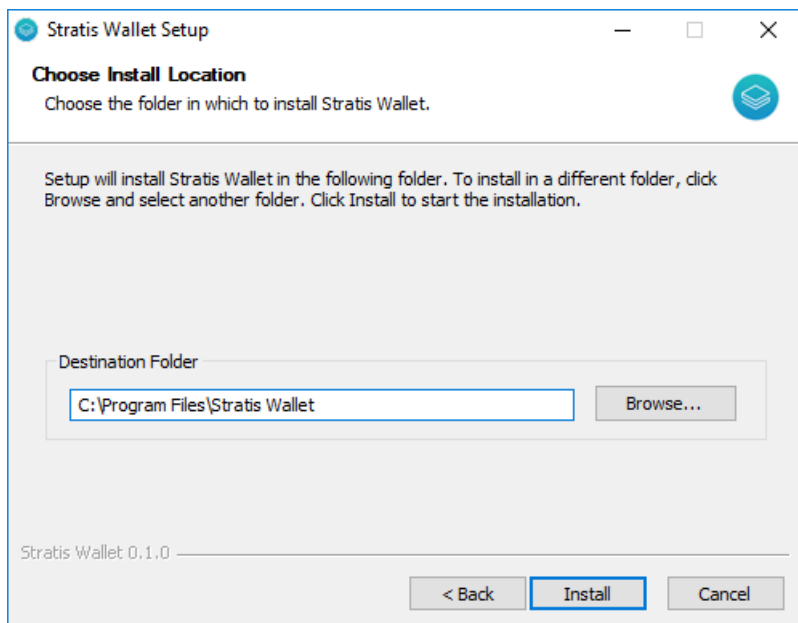 Stratis Wallet Setup
Choose Install Location
Choose the folder in which to install Stratis Wallet.
Setup will install Stratis Wallet in the following folder. To install in a different folder, click
Browse and select another folder. Click Install to start the installation.
Destination Folder
C:\Program Files\Stratis Wallet
Browse...
Stratis Wallet 0.1.0
< Back
Install
Cancel